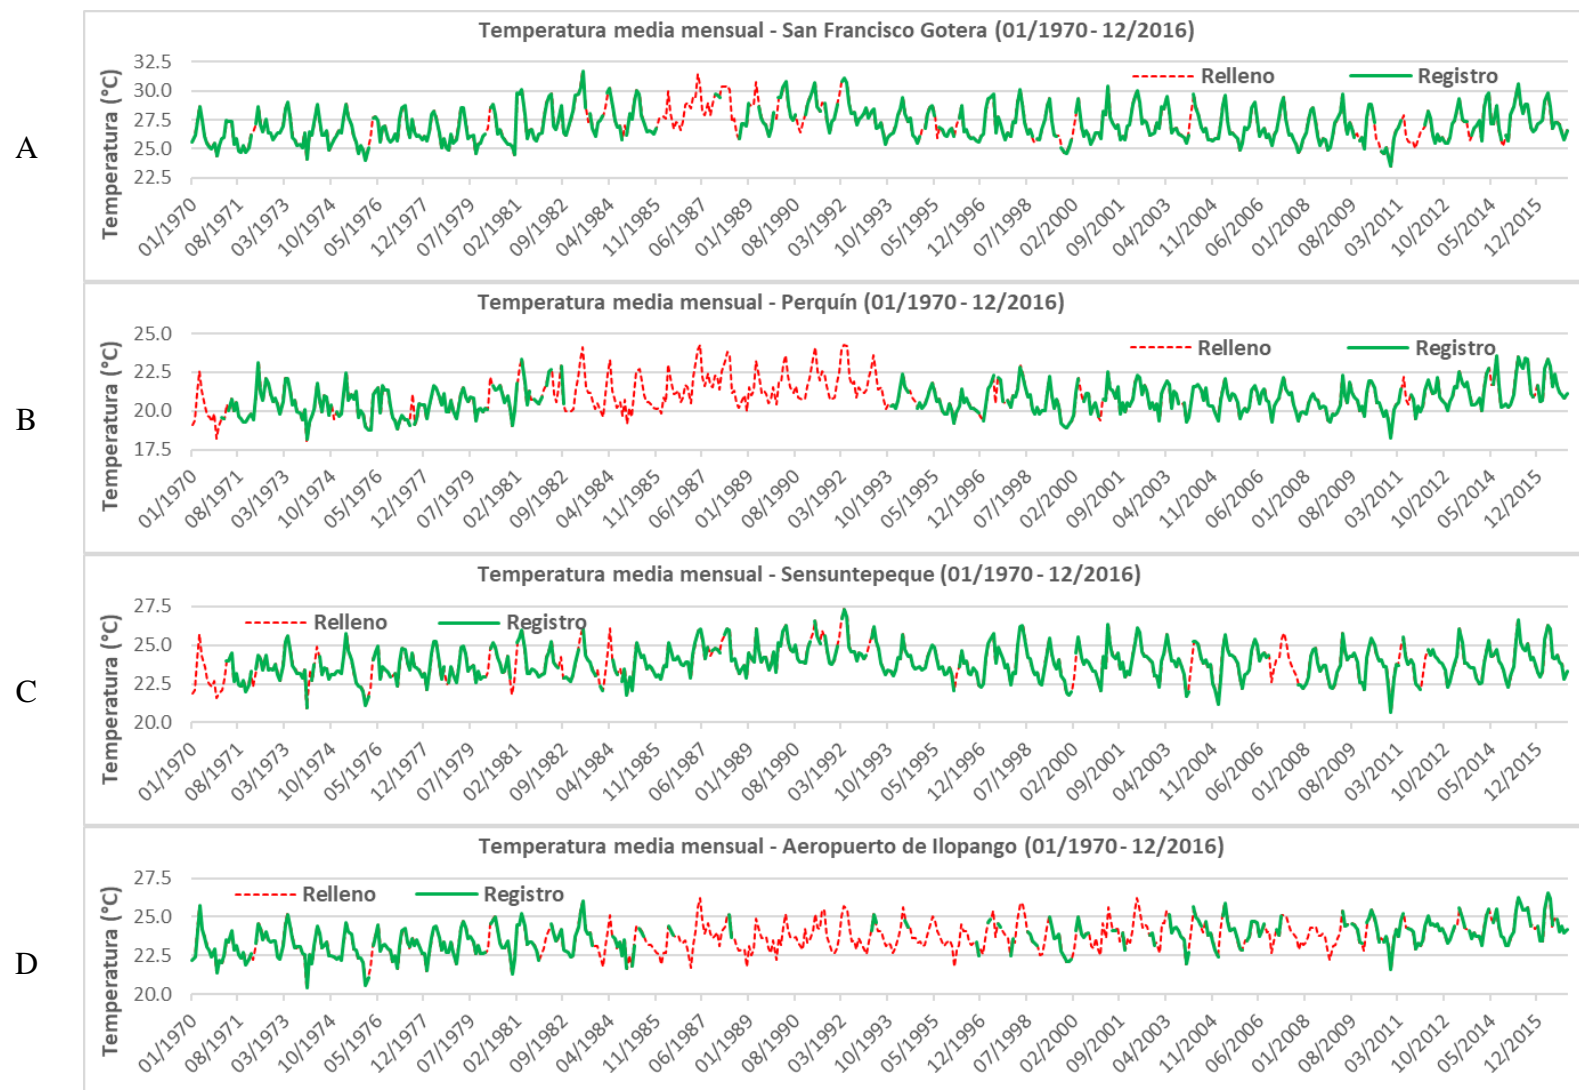 A
Temperatura media mensual - San Francisco Gotera (01/1970 - 12/2016)
Temperatura (°C)
32.5
30.0
27.5
25.0
22.5
Relleno
Registro
01/1970 08/1971 03/1973 10/1974 05/1976 12/1977 07/1979 02/1981 09/1982 04/1984 11/1985 06/1987 01/1989 08/1990 03/1992 10/1993 05/1995 12/1996 07/1998 02/2000 09/2001 04/2003 11/2004 06/2006 01/2008 08/2009 03/2011 10/2012 05/2014 12/2015
B
Temperatura media mensual - Perquín (01/1970 - 12/2016)
Temperatura (°C)
25.0
22.5
20.0
17.5
Relleno
Registro
01/1970 08/1971 03/1973 10/1974 05/1976 12/1977 07/1979 02/1981 09/1982 04/1984 11/1985 06/1987 01/1989 08/1990 03/1992 10/1993 05/1995 12/1996 07/1998 02/2000 09/2001 04/2003 11/2004 06/2006 01/2008 08/2009 03/2011 10/2012 05/2014 12/2015
C
Temperatura media mensual - Sensuntepeque (01/1970 - 12/2016)
Temperatura (°C)
27.5
25.0
22.5
20.0
Relleno
Registro
01/1970 08/1971 03/1973 10/1974 05/1976 12/1977 07/1979 02/1981 09/1982 04/1984 11/1985 06/1987 01/1989 08/1990 03/1992 10/1993 05/1995 12/1996 07/1998 02/2000 09/2001 04/2003 11/2004 06/2006 01/2008 08/2009 03/2011 10/2012 05/2014 12/2015
D
Temperatura media mensual - Aeropuerto de Ilopango (01/1970 - 12/2016)
Temperatura (°C)
27.5
25.0
22.5
20.0
Relleno
Registro
01/1970 08/1971 03/1973 10/1974 05/1976 12/1977 07/1979 02/1981 09/1982 04/1984 11/1985 06/1987 01/1989 08/1990 03/1992 10/1993 05/1995 12/1996 07/1998 02/2000 09/2001 04/2003 11/2004 06/2006 01/2008 08/2009 03/2011 10/2012 05/2014 12/2015